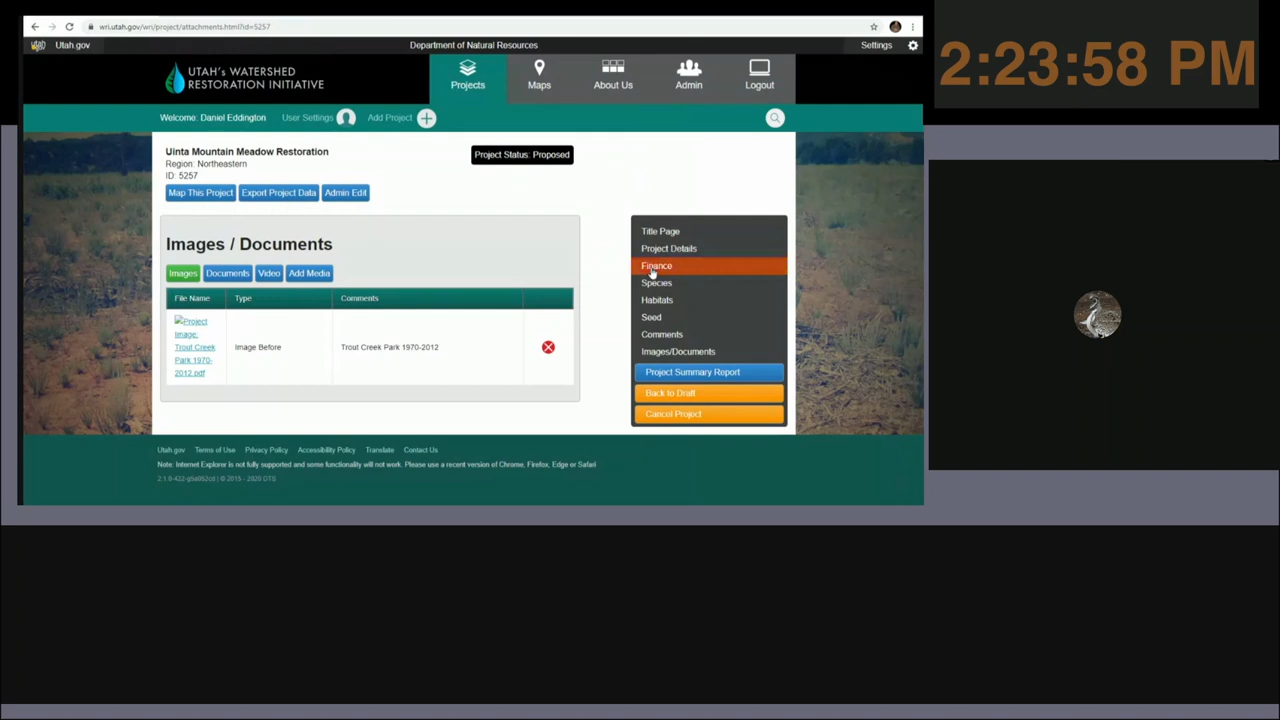 wri.utah.gov/wri/project/attachments.html?id=5257
2:23:58 PM
Utah.gov
Department of Natural Resources
Settings
UTAH's WATERSHED
RESTORATION INITIATIVE
Projects
Maps
About Us
Admin
Logout
Welcome: Daniel Eddington
User Settings
Add Project
Uinta Mountain Meadow Restoration
Region: Northeastern
ID: 5257
Project Status: Proposed
Map This Project
Export Project Data
Admin Edit
Images / Documents
Images
Documents
Video
Add Media
File Name
Type
Comments
Project
Image,
Trout Creek
Park 1970-
2012.pdf
Image Before
Trout Creek Park 1970-2012
Title Page
Project Details
Finance
Species
Habitats
Seed
Comments
Images/Documents
Project Summary Report
Back to Draft
Cancel Project
Utah.gov
Terms of Use
Privacy Policy
Accessibility Policy
Translate
Contact Us
Note: Internet Explorer is not fully supported and some functionality will not work. Please use a recent version of Chrome, Firefox, Edge or Safari
© 2015 - 2020 DTS